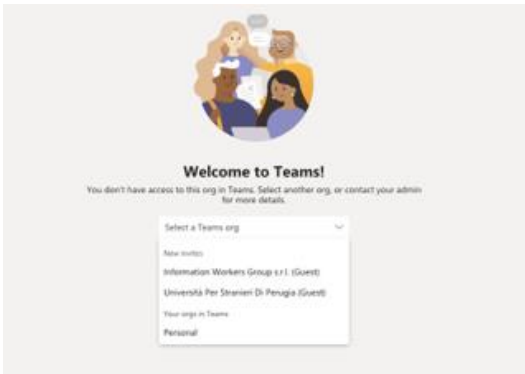 Welcome to Teams!
You don't have access to this org in Teams. Select another org, or contact your admin
for more details.
Select a Teams org
New invites
Information Workers Group s.r.l. (Guest)
Università Per Stranieri Di Perugia (Guest)
Your orgs in Teams
Personal